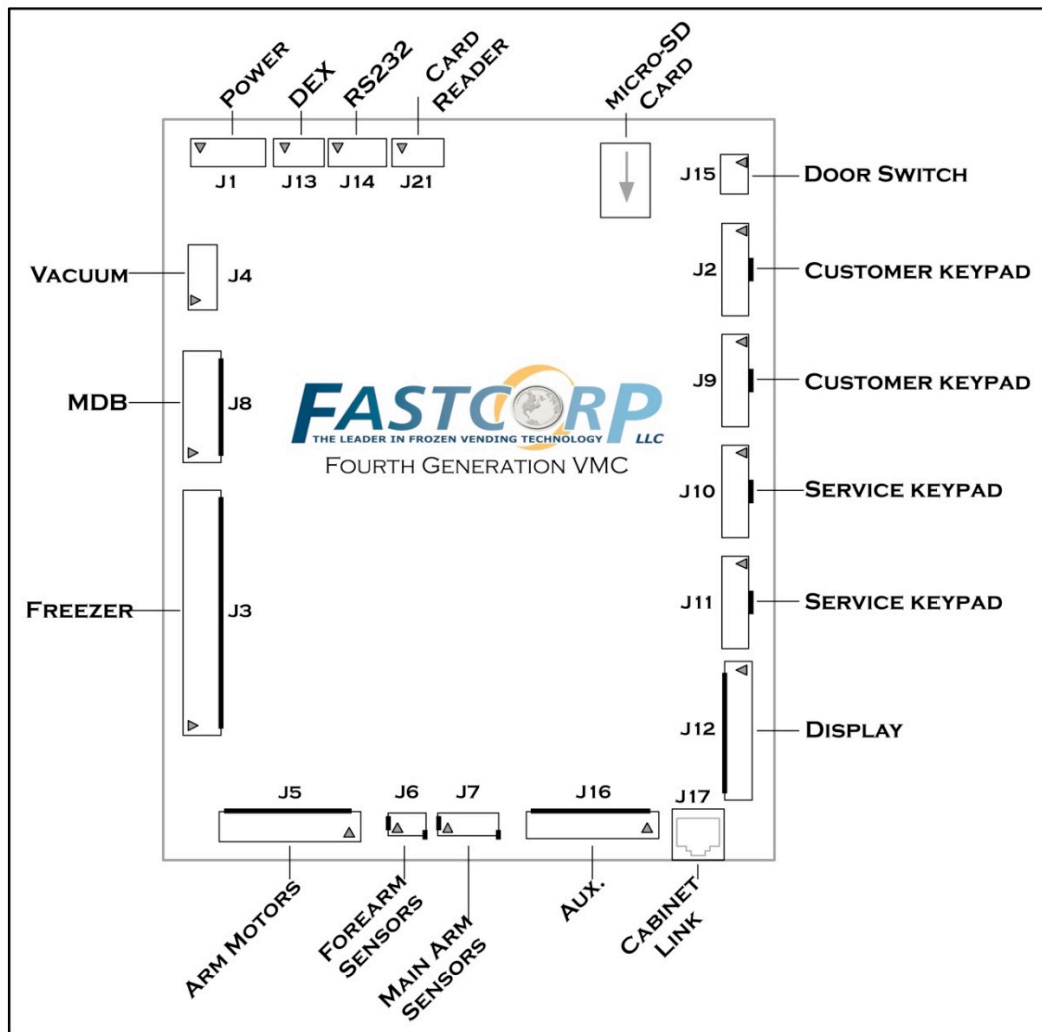 POWER
DEX
RS232
CARD
READER
MICRO-SD
CARD
J1
J13
J14
J21
J15
DOOR SWITCH
VACUUM
J4
J2
CUSTOMER KEYPAD
MDB
J8
J9
CUSTOMER KEYPAD
FASTCORP
LLC
THE LEADER IN FROZEN VENDING TECHNOLOGY
FOURTH GENERATION VMC
J10
SERVICE KEYPAD
FREEZER
J3
J11
SERVICE KEYPAD
J12
DISPLAY
J5
J6
J7
J16
J17
ARM MOTORS
FOREARM
SENSORS
MAIN ARM
SENSORS
AUX.
CABINET
LINK